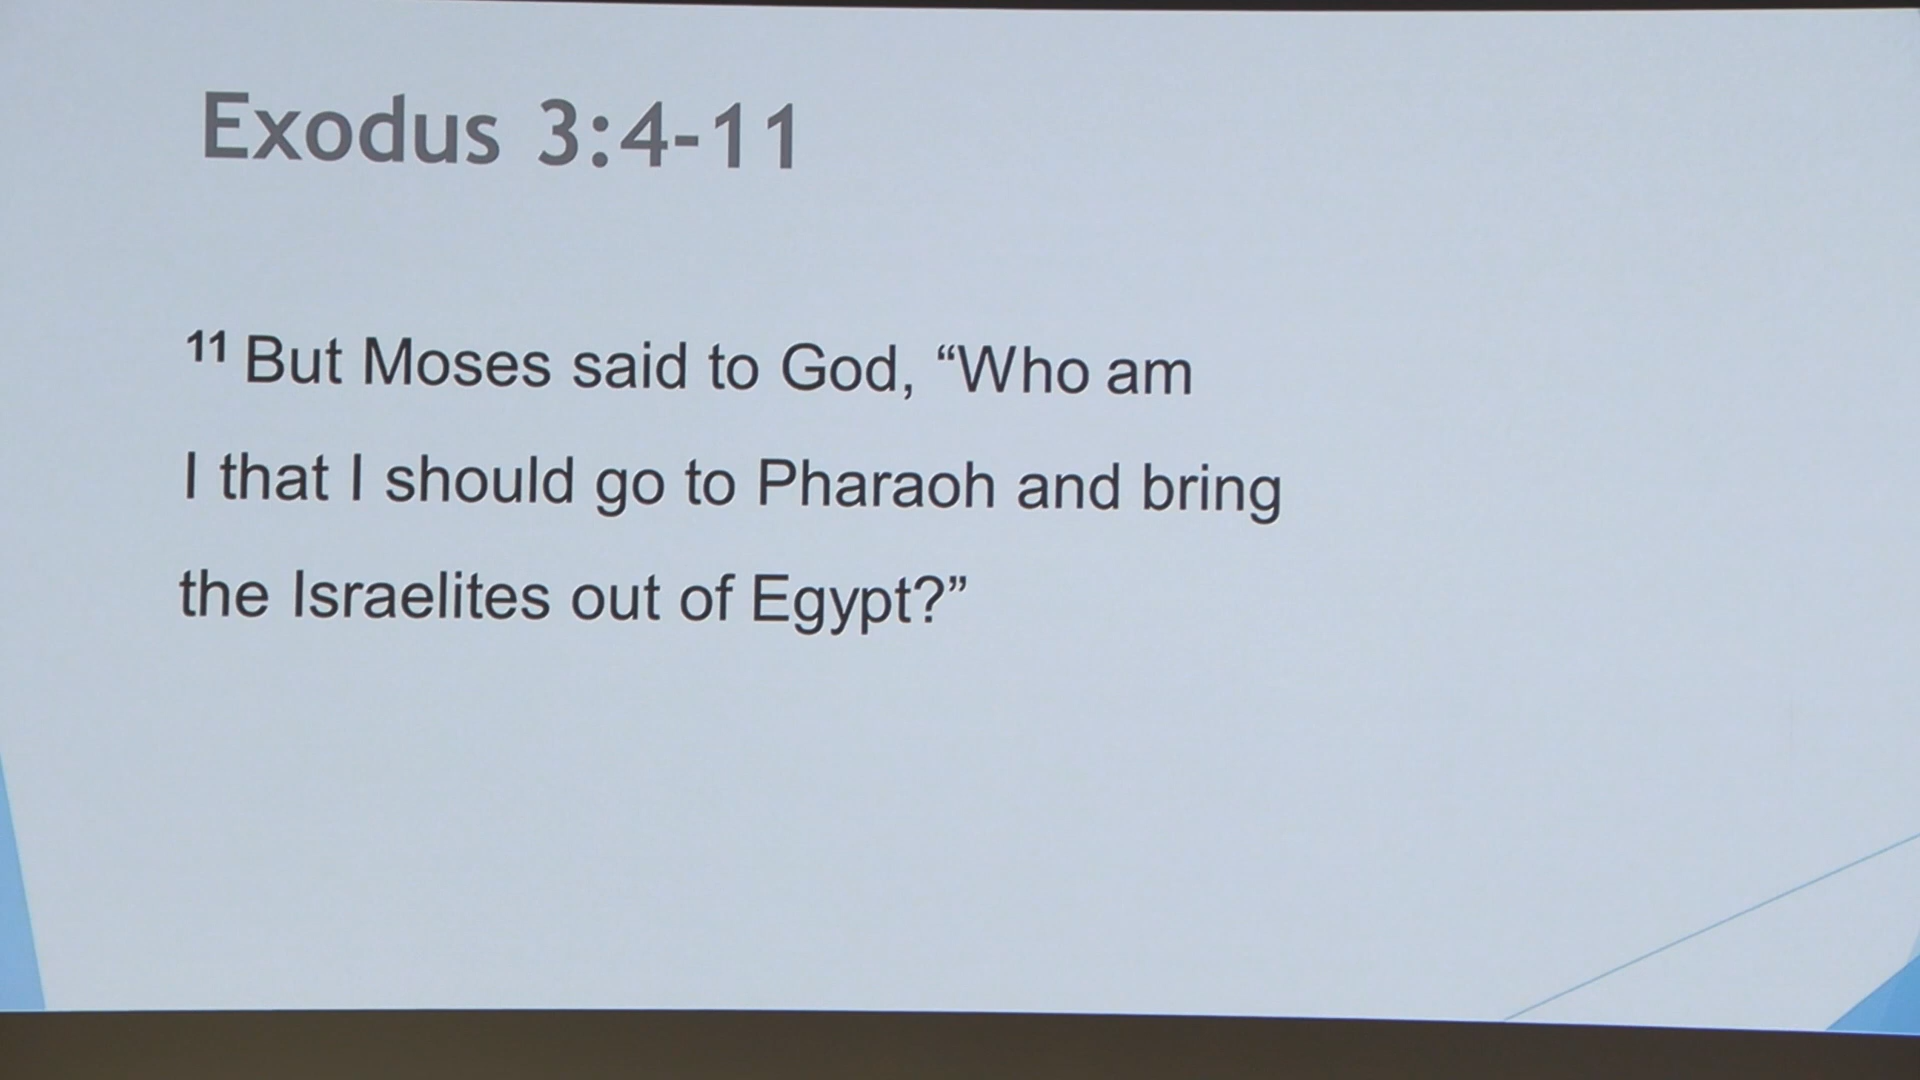 Exodus 3:4-11
11 But Moses said to God, “Who am
I that I should go to Pharaoh and bring
the Israelites out of Egypt?”